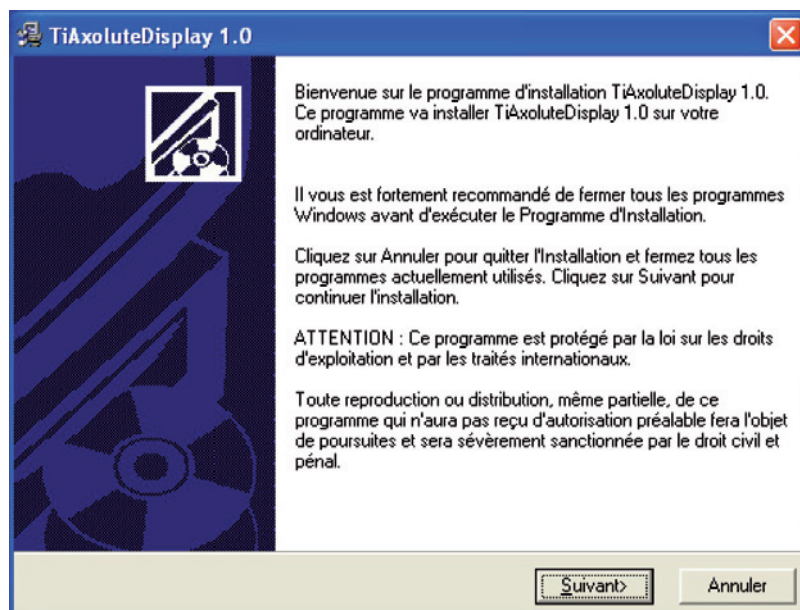 TiAxoluteDisplay 1.0
Bienvenue sur le programme d'installation TiAxoluteDisplay 1.0.
Ce programme va installer TiAxoluteDisplay 1.0 sur votre
ordinateur.
Il vous est fortement recommandé de fermer tous les programmes
Windows avant d'exécuter le Programme d'Installation.
Cliquez sur Annuler pour quitter l'Installation et fermez tous les
programmes actuellement utilisés. Cliquez sur Suivant pour
continuer l'installation.
ATTENTION : Ce programme est protégé par la loi sur les droits
d'exploitation et par les traités internationaux.
Toute reproduction ou distribution, même partielle, de ce
programme qui n'aura pas reçu d'autorisation préalable fera l'objet
de poursuites et sera sévèrement sanctionnée par le droit civil et
pénal.
Suivant>
Annuler